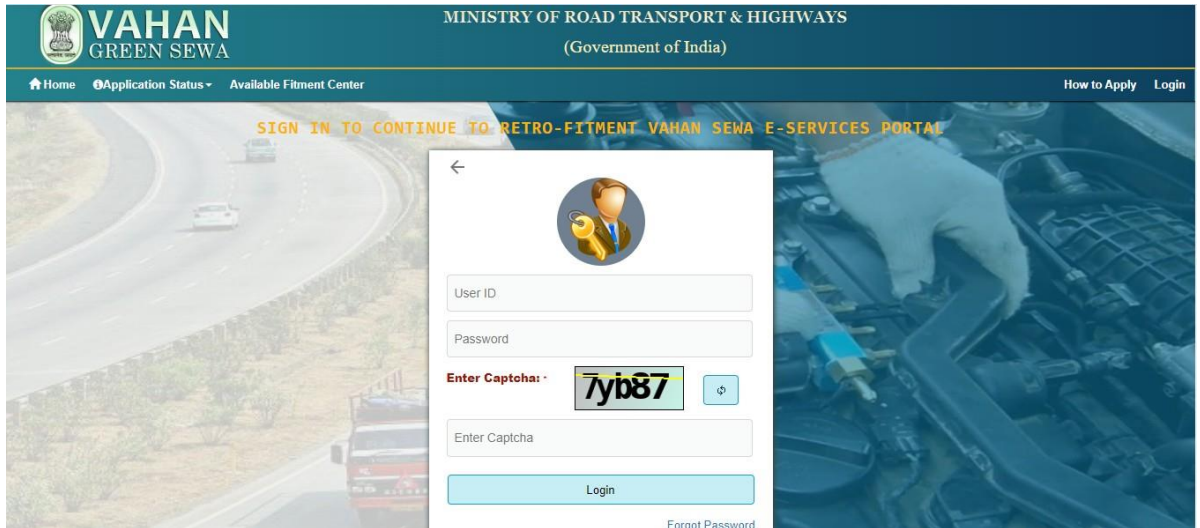 VAHAN
GREEN SEWA
MINISTRY OF ROAD TRANSPORT & HIGHWAYS
(Government of India)
Home Application Status Available Fitment Center How to Apply Login
SIGN IN TO CONTINUE TO RETRO-FITMENT VAHAN SEWA E-SERVICES PORTAL
User ID
Password
Enter Captcha: - 7yb87
Enter Captcha
Login
Forgot Password